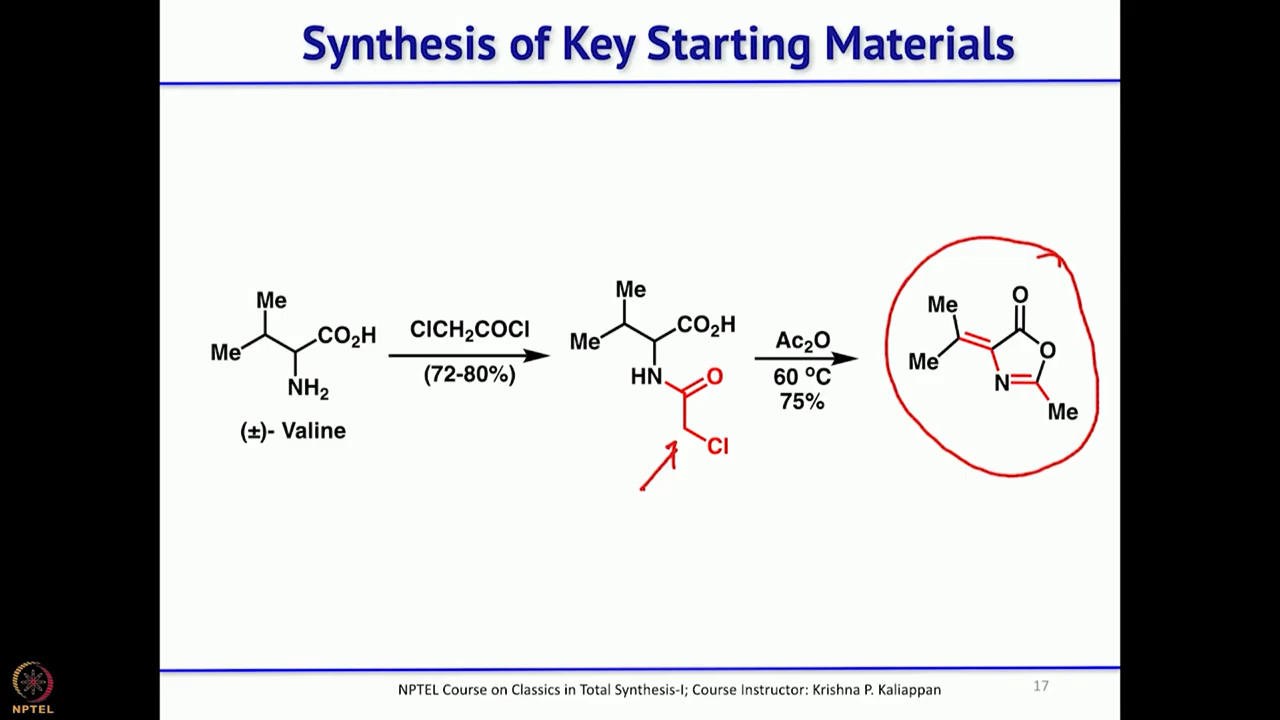 Synthesis of Key Starting Materials
Me
Me
CO₂H
NH₂
(±)- Valine
ClCH₂COCl
(72-80%)
Me
Me
CO₂H
HN
O
Cl
Ac₂O
60 ºC
75%
Me
Me
O
O
N
Me
NPTEL Course on Classics in Total Synthesis-I; Course Instructor: Krishna P. Kaliappan
17
NPTEL